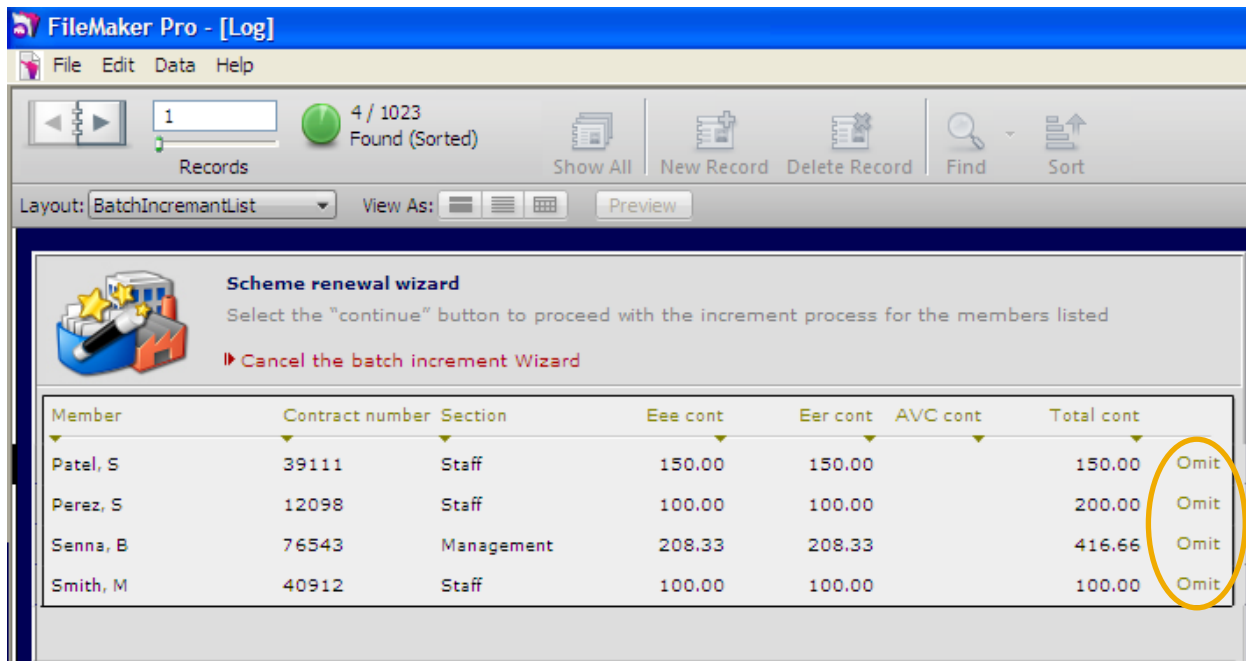 FileMaker Pro - [Log]
File Edit Data Help
1
4 / 1023
Found (Sorted)
Records
Show All New Record Delete Record Find Sort
Layout: BatchIncremantList View As: Preview
Scheme renewal wizard
Select the "continue" button to proceed with the increment process for the members listed
Cancel the batch increment Wizard
Member Contract number Section Eee cont Eer cont AVC cont Total cont
Patel, S 39111 Staff 150.00 150.00 150.00 Omit
Perez, S 12098 Staff 100.00 100.00 200.00 Omit
Senna, B 76543 Management 208.33 208.33 416.66 Omit
Smith, M 40912 Staff 100.00 100.00 100.00 Omit